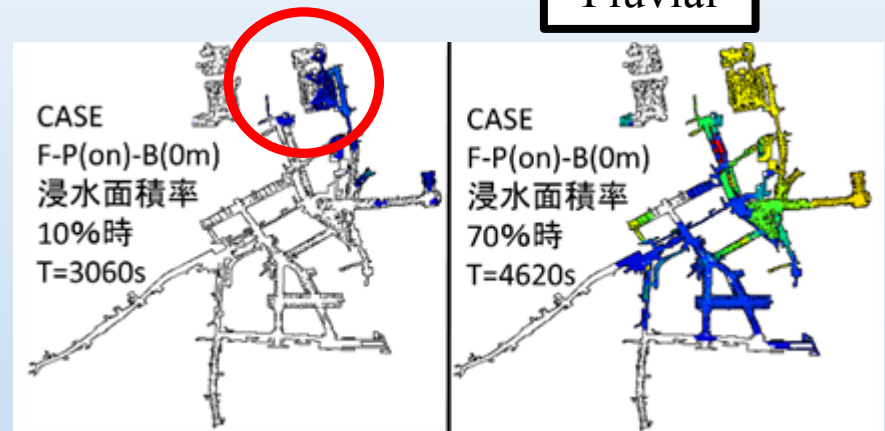 Pluvial
CASE
F-P(on)-B(0m)
浸水面積率
10%時
T=3060s
CASE
F-P(on)-B(0m)
浸水面積率
70%時
T=4620s